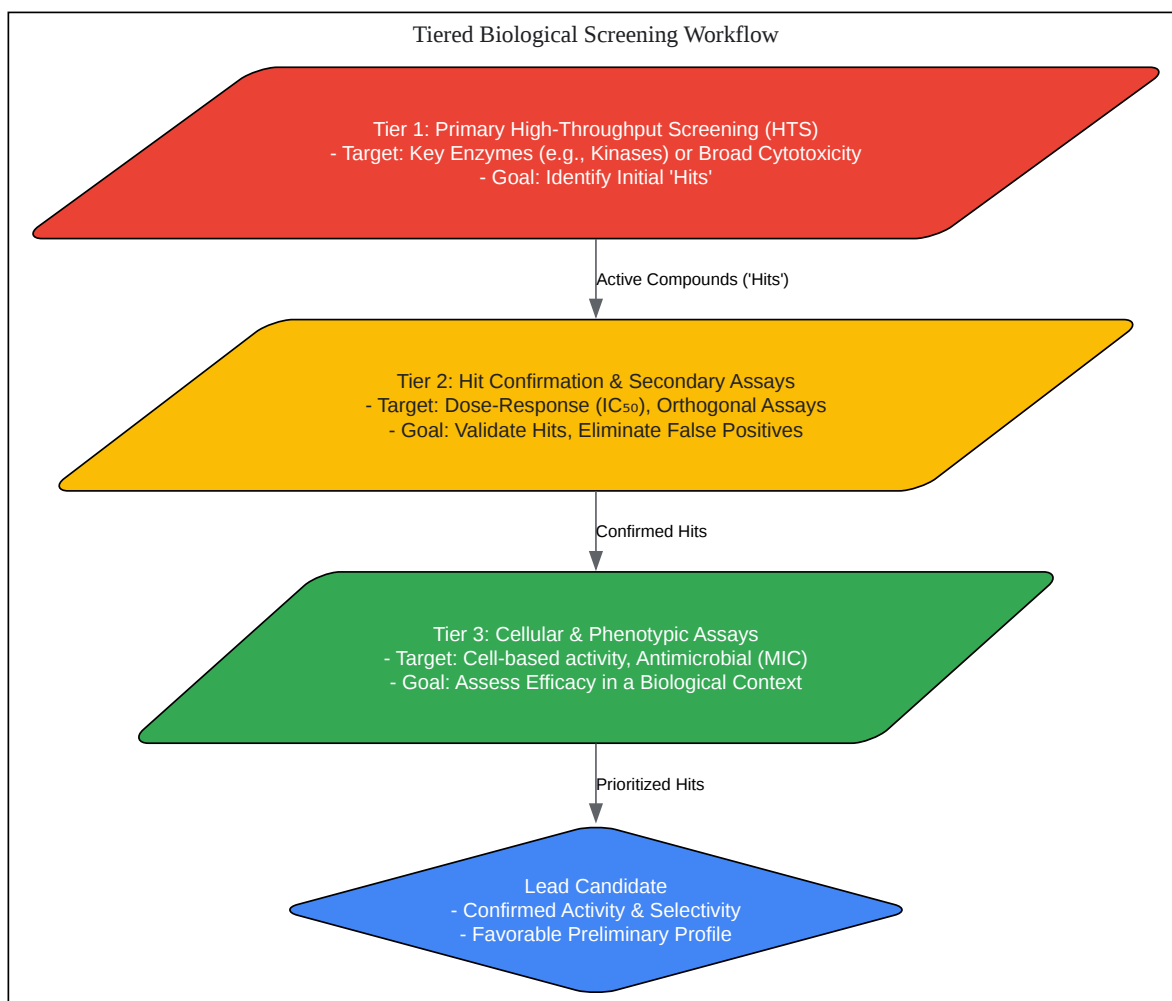 Tiered Biological Screening Workflow
Tier 1: Primary High-Throughput Screening (HTS)
- Target: Key Enzymes (e.g., Kinases) or Broad Cytotoxicity
- Goal: Identify Initial 'Hits'
Active Compounds ('Hits')
Tier 2: Hit Confirmation & Secondary Assays
- Target: Dose-Response (IC₅₀), Orthogonal Assays
- Goal: Validate Hits, Eliminate False Positives
Confirmed Hits
Tier 3: Cellular & Phenotypic Assays
- Target: Cell-based activity, Antimicrobial (MIC)
- Goal: Assess Efficacy in a Biological Context
Prioritized Hits
Lead Candidate
- Confirmed Activity & Selectivity
- Favorable Preliminary Profile